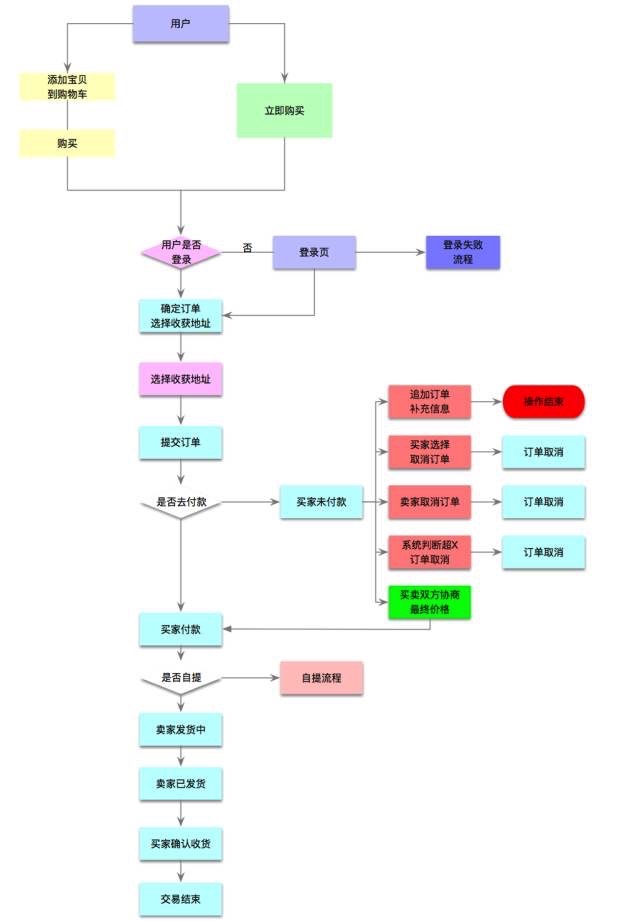 用户
添加宝贝
到购物车
立即购买
购买
用户是否
登录
否
登录页
登录失败
流程
确定订单
选择收获地址
选择收获地址
提交订单
追加订单
补充信息
操作结束
买家选择
取消订单
订单取消
是否去付款
买家未付款
卖家取消订单
订单取消
系统判断超X
订单取消
订单取消
买卖双方协商
最终价格
买家付款
是否自提
自提流程
卖家发货中
卖家已发货
买家确认收货
交易结束